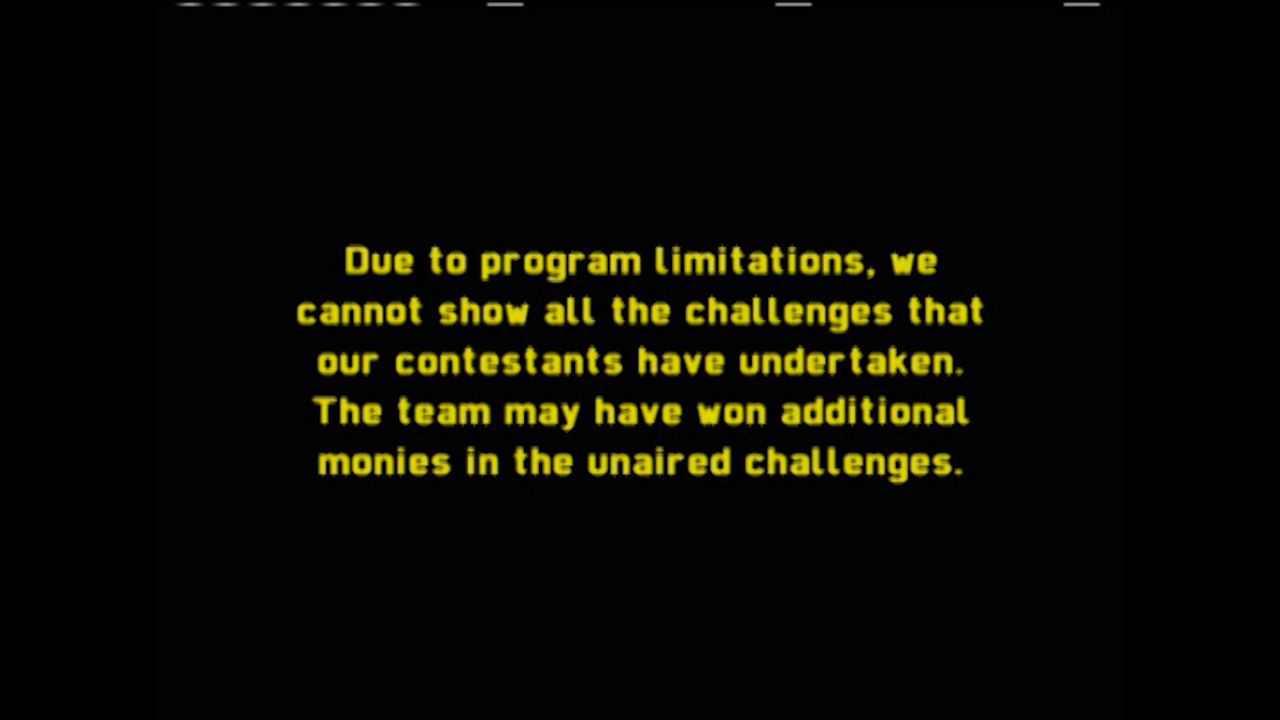 Due to program limitations, we
cannot show all the challenges that
our contestants have undertaken.
The team may have won additional
monies in the unaired challenges.